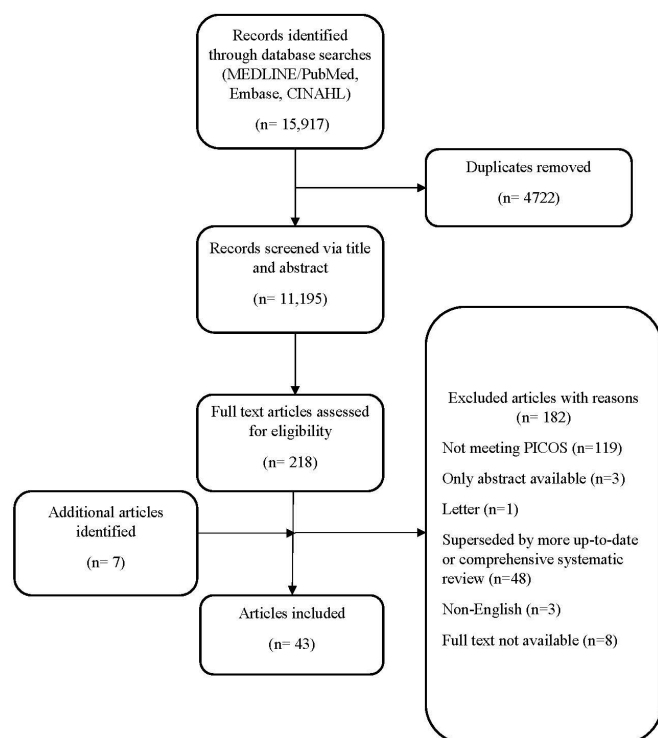 Records identified
through database searches
(MEDLINE/PubMed,
Embase, CINAHL)
(n= 15,917)
Duplicates removed
(n= 4722)
Records screened via title
and abstract
(n= 11,195)
Full text articles assessed
for eligibility
(n= 218)
Excluded articles with reasons
(n= 182)
Not meeting PICOS (n=119)
Only abstract available (n=3)
Letter (n=1)
Superseded by more up-to-date
or comprehensive systematic
review (n=48)
Non-English (n=3)
Full text not available (n=8)
Additional articles
identified
(n= 7)
Articles included
(n= 43)